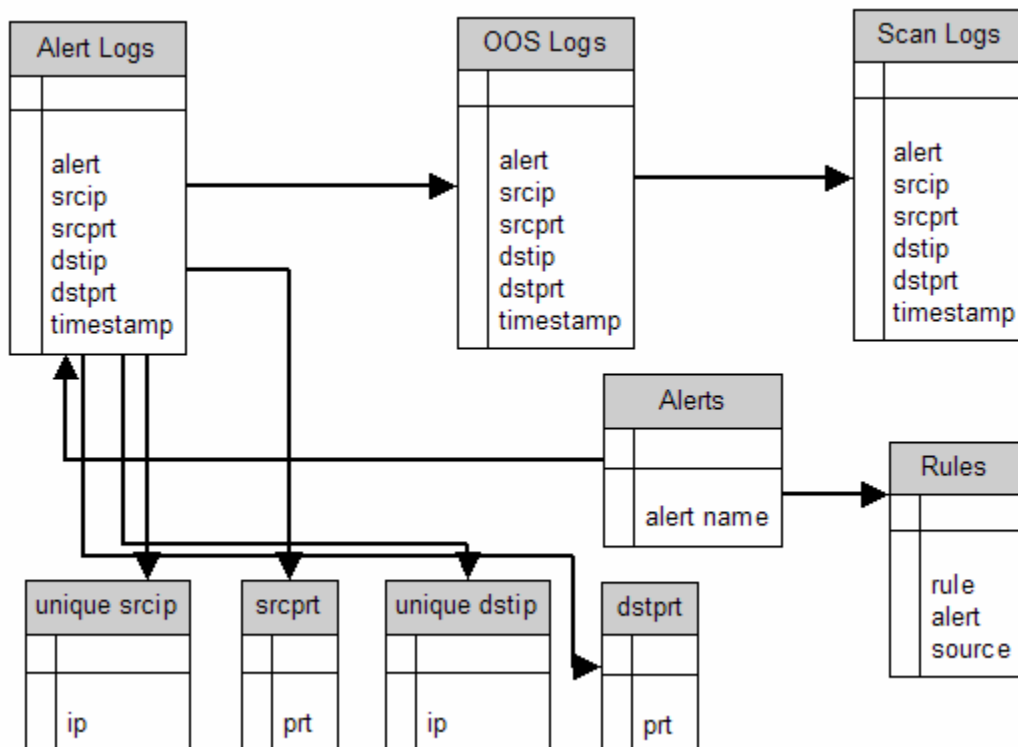 Alert Logs
alert
srcip
srcprt
dstip
dstprt
timestamp
OOS Logs
alert
srcip
srcprt
dstip
dstprt
timestamp
Scan Logs
alert
srcip
srcprt
dstip
dstprt
timestamp
Alerts
alert name
Rules
rule
alert
source
unique srcip
ip
srcprt
prt
unique dstip
ip
dstprt
prt